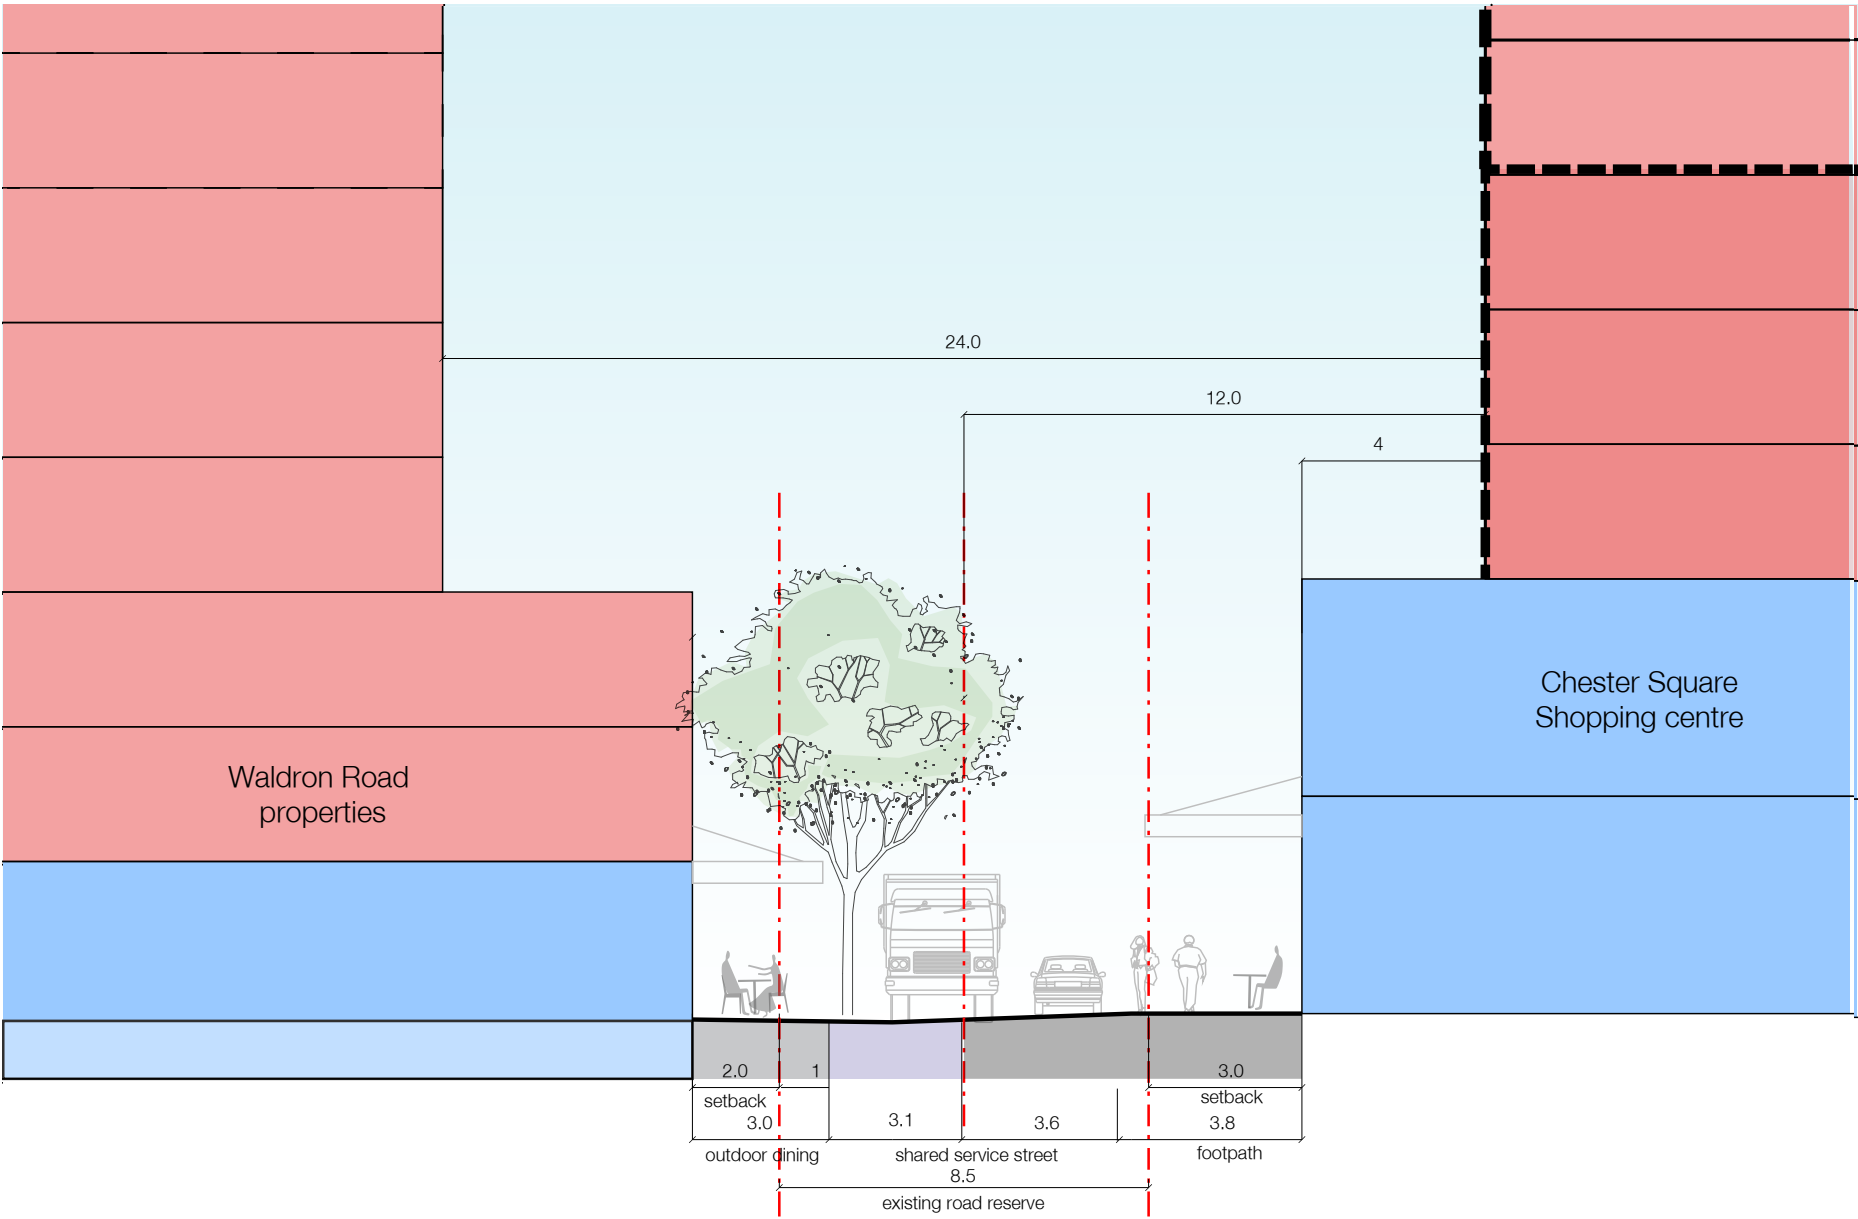 24.0
12.0
4
Chester Square
Shopping centre
Waldron Road
properties
2.0
1
3.0
setback
setback
3.0
3.1
3.6
3.8
outdoor dining
shared service street
footpath
8.5
existing road reserve